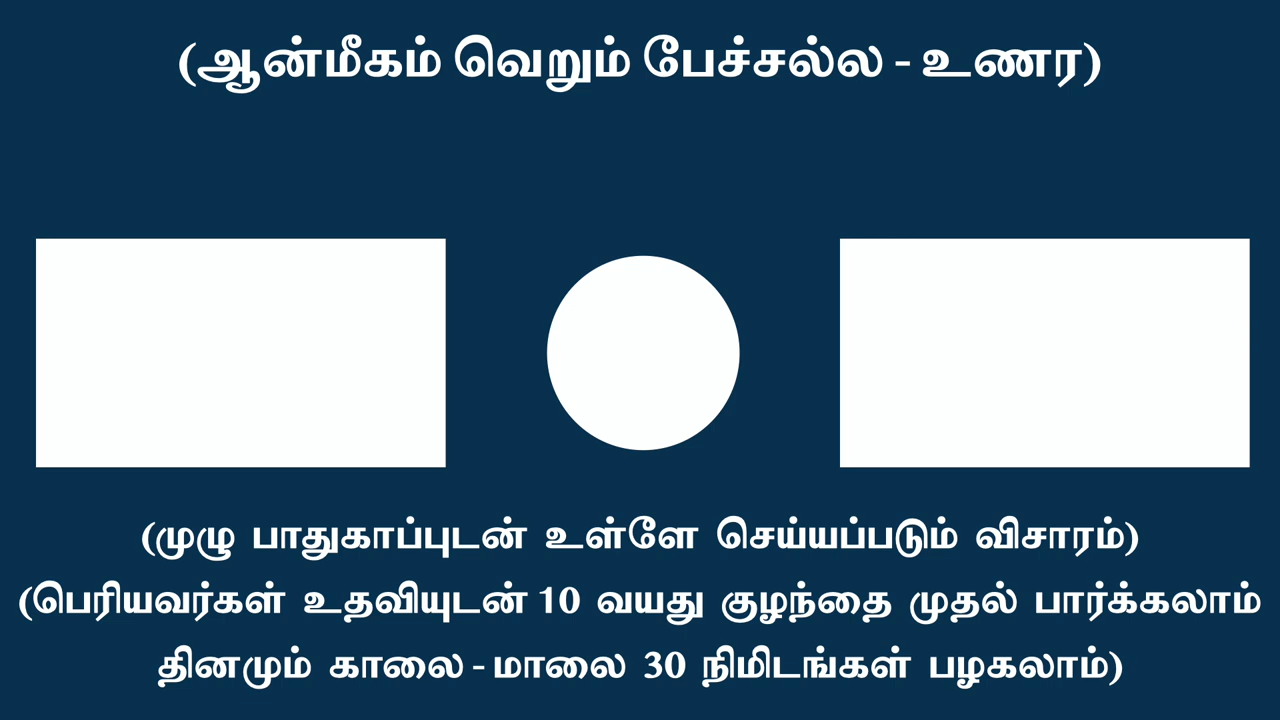 (ஆன்மீகம் வெறும் பேச்சல்ல - உணர)
(முழு பாதுகாப்புடன் உள்ளே செய்யப்படும் விசாரம்)
(பெரியவர்கள் உதவியுடன் 10 வயது குழந்தை முதல் பார்க்கலாம்
தினமும் காலை - மாலை 30 நிமிடங்கள் பழகலாம்)